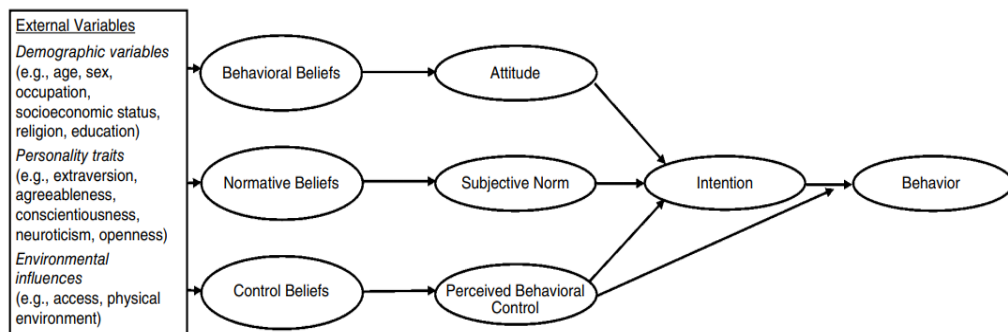 External Variables
Demographic variables
(e.g., age, sex,
occupation,
socioeconomic status,
religion, education)
Personality traits
(e.g., extraversion,
agreeableness,
conscientiousness,
neuroticism, openness)
Environmental
influences
(e.g., access, physical
environment)
Behavioral Beliefs
Attitude
Normative Beliefs
Subjective Norm
Intention
Behavior
Control Beliefs
Perceived Behavioral
Control